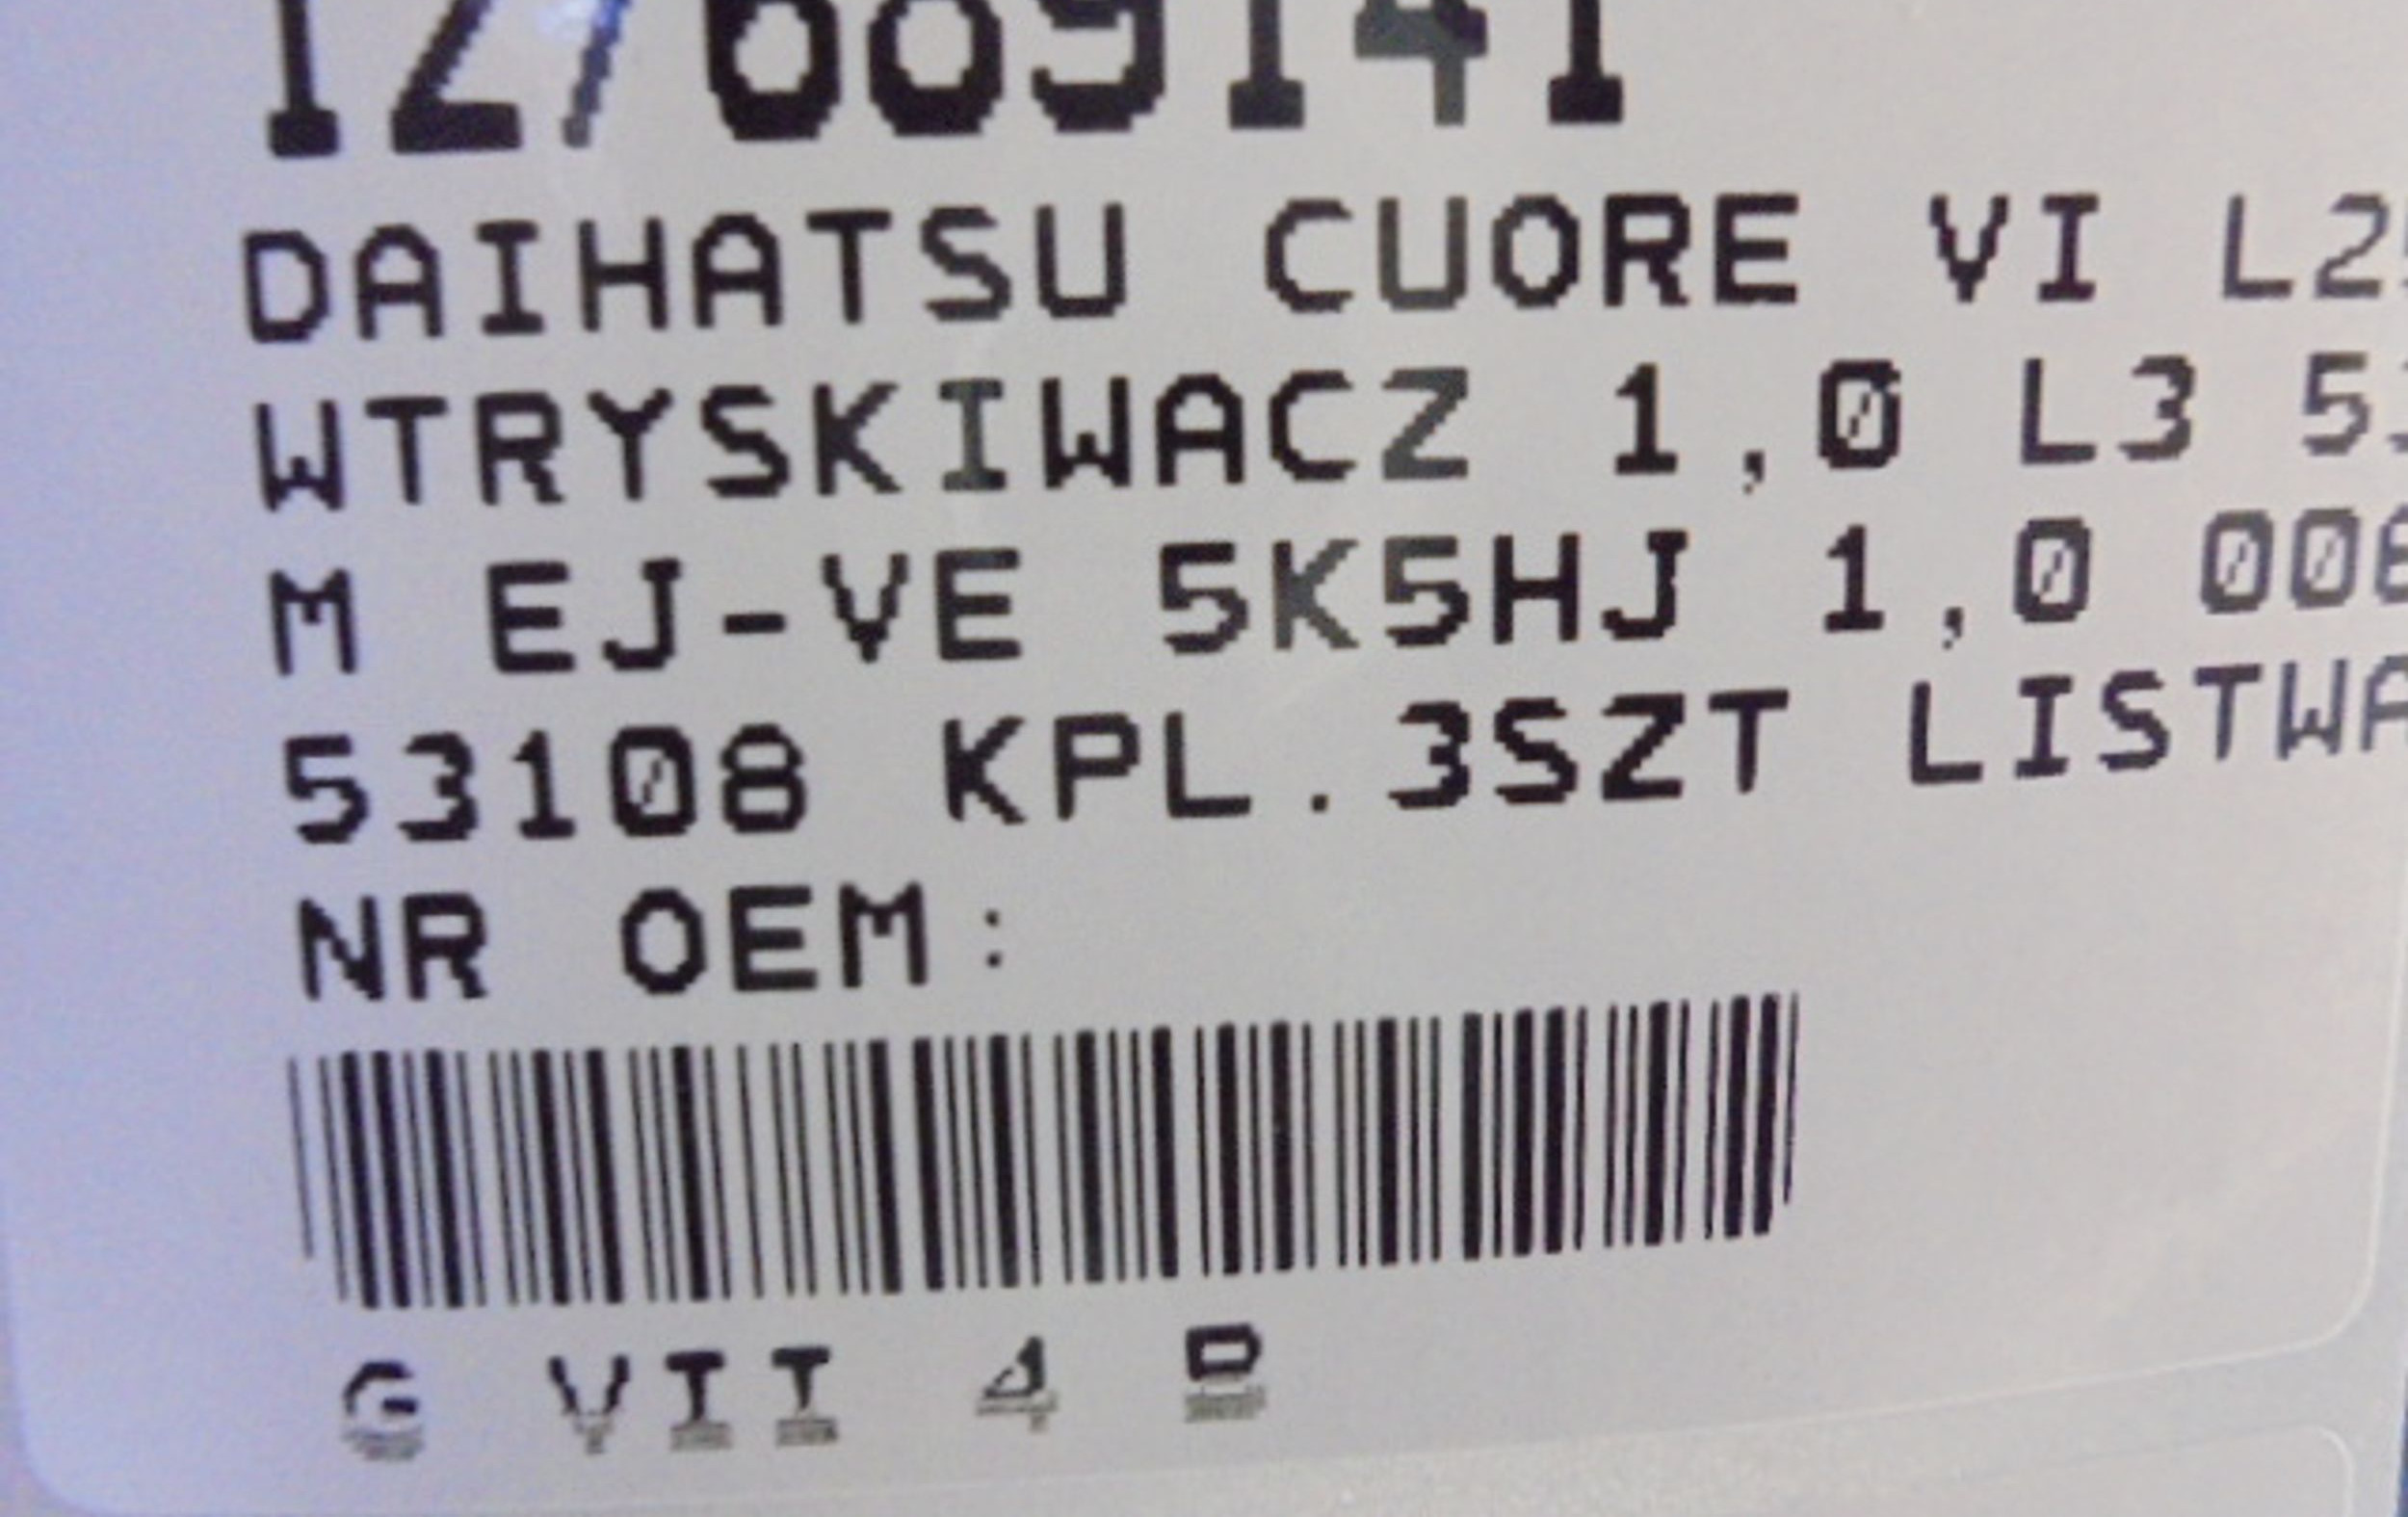 DAIHATSU CUORE VI
WTRYSKIWACZ 1,0 L3
M EJ-VE 5K5HJ 1,0
53108 KPL.3SZT LISTWA
NR OEM:
G VII 4